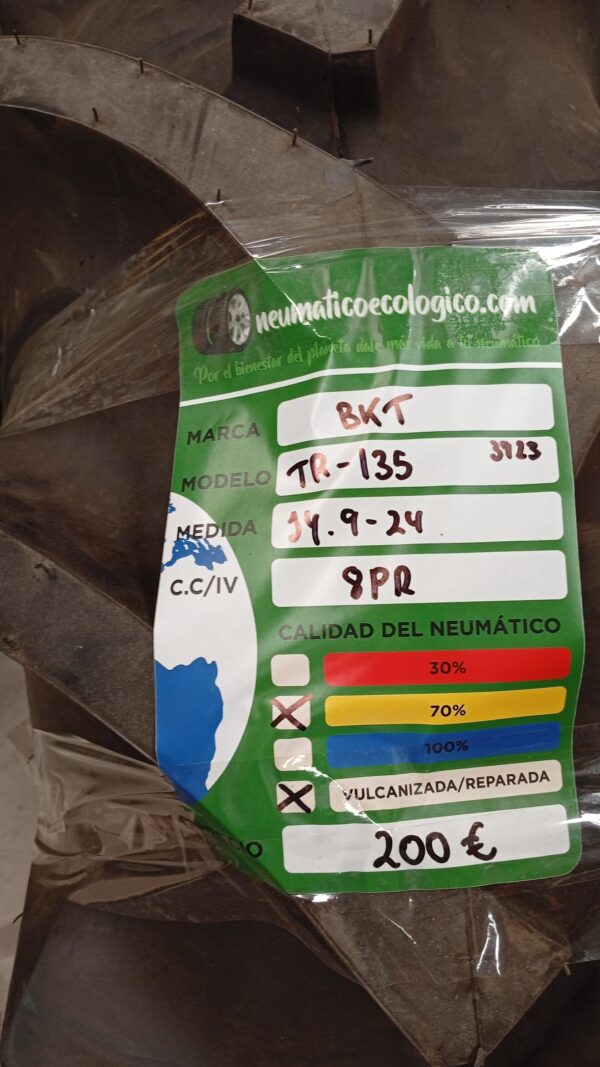 neumaticoecologico.com
Por el bienestar del planeta dale más vida a tu neumático
MARCA BKT
MODELO TR-135 3923
MEDIDA 14.9-24
C.C/IV 8PR
CALIDAD DEL NEUMÁTICO
30%
X 70%
100%
X VULCANIZADA/REPARADA
200 €